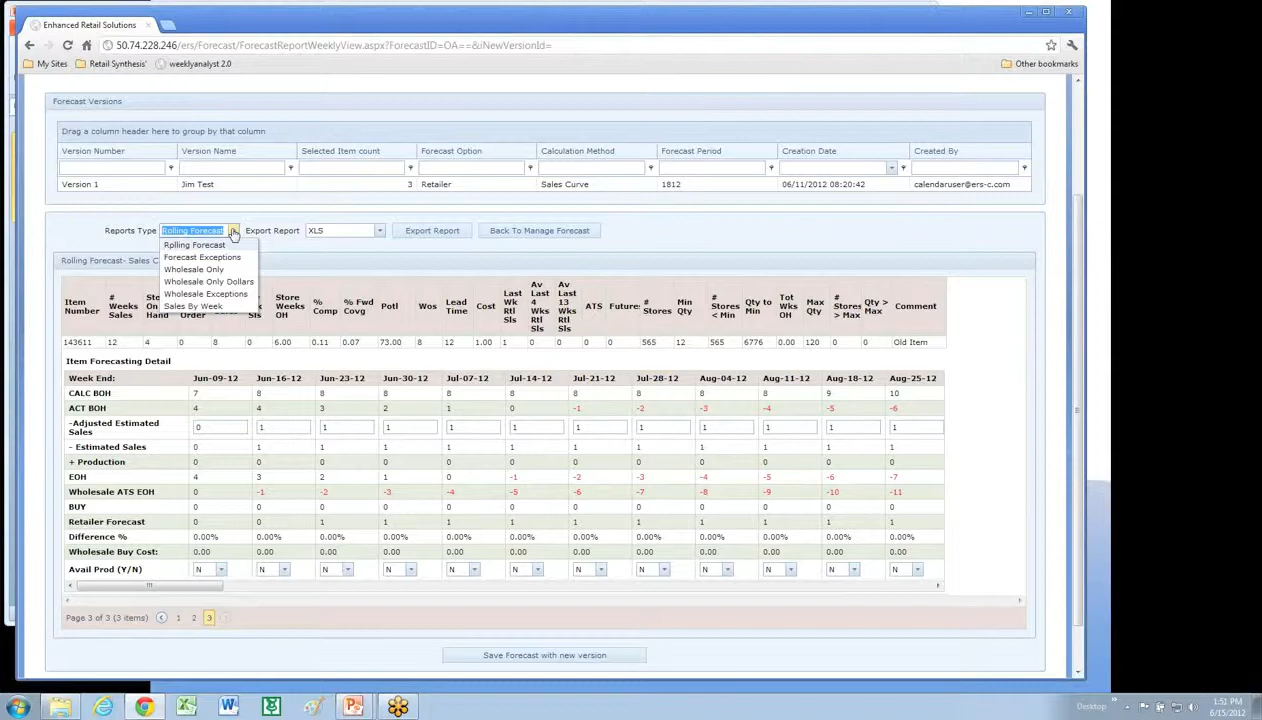 Enhanced Retail Solutions
50.74.228.246/ers/Forecast/ForecastReportWeeklyView.aspx?ForecastID=OA==&iNewVersionId=
My Sites Retail Synthesis' weeklyanalyst 2.0 Other bookmarks
Forecast Versions
Drag a column header here to group by that column
Version Number Version Name Selected Item count Forecast Option Calculation Method Forecast Period Creation Date Created By
Version 1 Jim Test 3 Retailer Sales Curve 1812 06/11/2012 08:20:42 calendaruser@ers-c.com
Reports Type Rolling Forecast Export Report XLS Export Report Back To Manage Forecast
Rolling Forecast
Forecast Exceptions
Wholesale Only
Wholesale Only Dollars
Wholesale Exceptions
Sales By Week
Rolling Forecast- Sales C
Item Number # Weeks Sales On Hand Order Sls Store Weeks OH % Comp % Fwd Covg Potl Wos Lead Time Cost Last Wk Rtl Sls Av Last 4 Wks Rtl Sls Av Last 13 Wks Rtl Sls ATS Future # Stores Min Qty # Stores < Min Qty to Min Tot Wks OH Max Qty # Stores > Max Qty > Max Comment
143611 12 4 0 8 0 6.00 0.11 0.07 73.00 8 12 1.00 1 0 0 0 0 565 12 565 6776 0.00 120 0 0 Old Item
Item Forecasting Detail
Week End: Jun-09-12 Jun-16-12 Jun-23-12 Jun-30-12 Jul-07-12 Jul-14-12 Jul-21-12 Jul-28-12 Aug-04-12 Aug-11-12 Aug-18-12 Aug-25-12
CALC BOH 7 8 8 8 8 8 8 8 8 8 9 10
ACT BOH 4 4 3 2 1 0 -1 -2 -3 -4 -5 -6
-Adjusted Estimated Sales 0 1 1 1 1 1 1 1 1 1 1 1
- Estimated Sales 0 1 1 1 1 1 1 1 1 1 1 1
+ Production 0 0 0 0 0 0 0 0 0 0 0 0
EOH 4 3 2 1 0 -1 -2 -3 -4 -5 -6 -7
Wholesale ATS EOH 0 -1 -2 -3 -4 -5 -6 -7 -8 -9 -10 -11
BUY 0 0 0 0 0 0 0 0 0 0 0 0
Retailer Forecast 0 0 1 1 1 1 1 1 1 1 1 1
Difference % 0.00% 0.00% 0.00% 0.00% 0.00% 0.00% 0.00% 0.00% 0.00% 0.00% 0.00% 0.00%
Wholesale Buy Cost: 0.00 0.00 0.00 0.00 0.00 0.00 0.00 0.00 0.00 0.00 0.00 0.00
Avail Prod (Y/N) N N N N N N N N N N N N
Page 3 of 3 (3 items) 1 2 3
Save Forecast with new version
Desktop
1:51 PM
6/15/2012